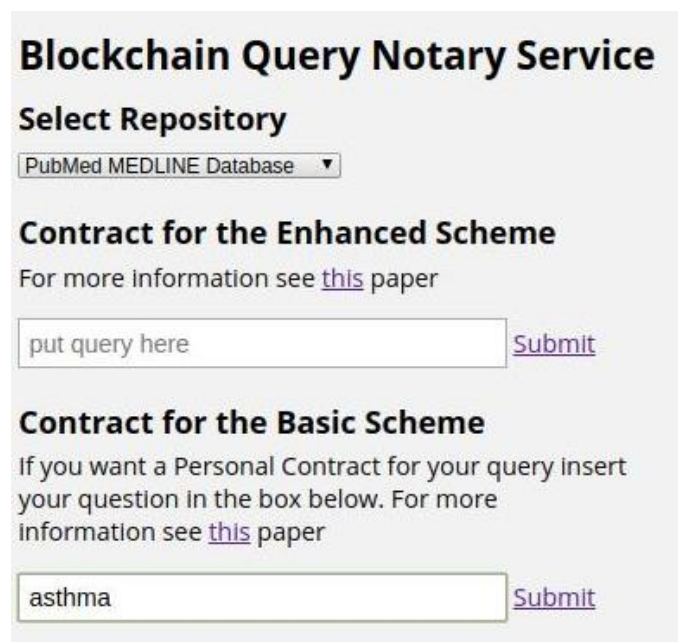 Blockchain Query Notary Service
Select Repository
PubMed MEDLINE Database
Contract for the Enhanced Scheme
For more information see this paper
put query here Submit
Contract for the Basic Scheme
If you want a Personal Contract for your query insert
your question in the box below. For more
information see this paper
asthma Submit